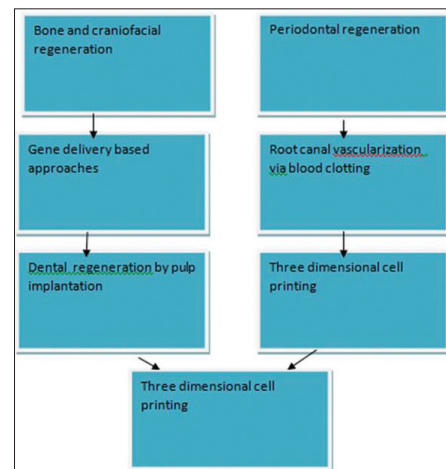 Bone and craniofacial
regeneration
Periodontal regeneration
Gene delivery based
approaches
Root canal vascularization
via blood clotting
Dental regeneration by pulp
implantation
Three dimensional cell
printing
Three dimensional cell
printing